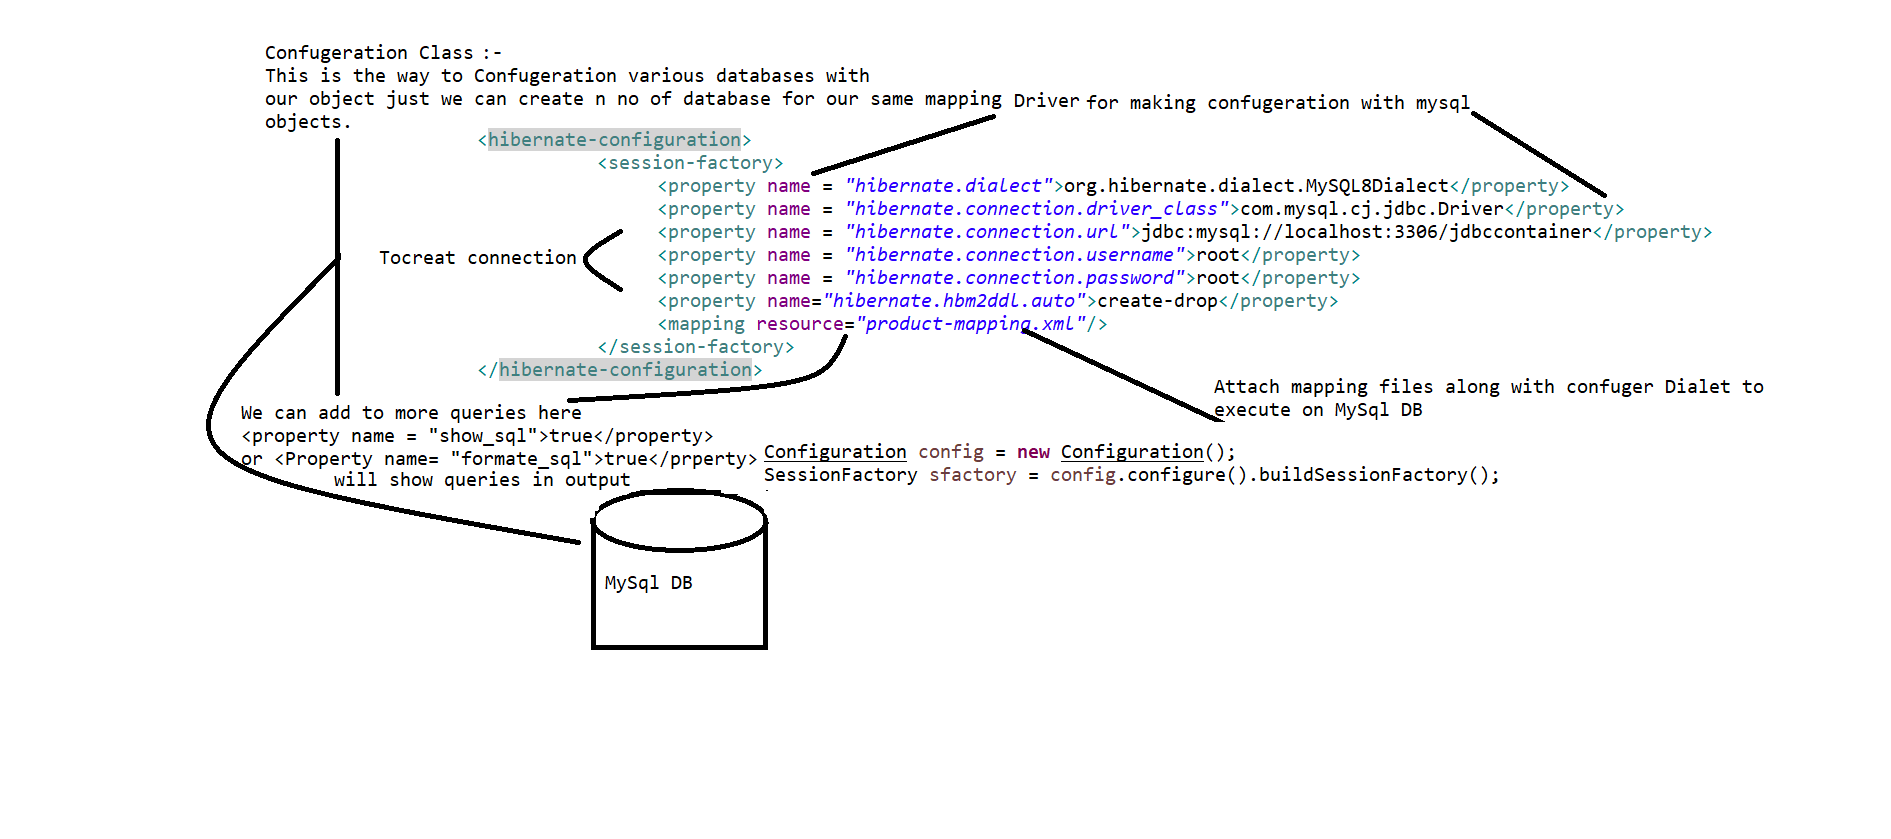 Confugeration Class :-
This is the way to Confugeration various databases with
our object just we can create n no of database for our same mapping
objects.
Driver for making confugeration with mysql
<hibernate-configuration>
<session-factory>
<property name = "hibernate.dialect">org.hibernate.dialect.MySQL8Dialect</property>
<property name = "hibernate.connection.driver_class">com.mysql.cj.jdbc.Driver</property>
<property name = "hibernate.connection.url">jdbc:mysql://localhost:3306/jdbccontainer</property>
<property name = "hibernate.connection.username">root</property>
<property name = "hibernate.connection.password">root</property>
<property name="hibernate.hbm2ddl.auto">create-drop</property>
<mapping resource="product-mapping.xml"/>
</session-factory>
</hibernate-configuration>
Tocreat connection
Attach mapping files along with confuger Dialet to
execute on MySql DB
We can add to more queries here
<property name = "show_sql">true</property>
or <Property name= "formate_sql">true</prperty>
will show queries in output
Configuration config = new Configuration();
SessionFactory sfactory = config.configure().buildSessionFactory();
MySql DB